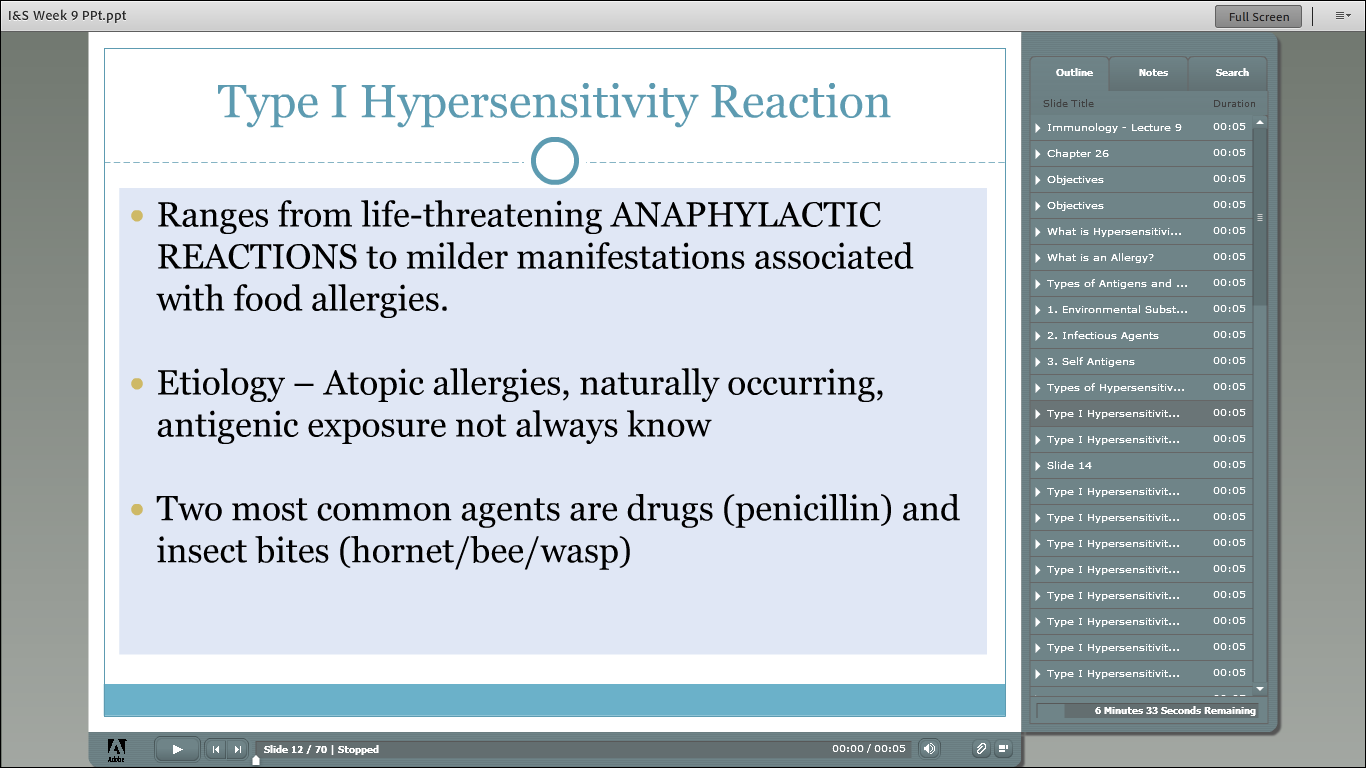 I&S Week 9 PPt.ppt
Full Screen
Type I Hypersensitivity Reaction
• Ranges from life-threatening ANAPHYLACTIC
REACTIONS to milder manifestations associated
with food allergies.
• Etiology – Atopic allergies, naturally occurring,
antigenic exposure not always know
• Two most common agents are drugs (penicillin) and
insect bites (hornet/bee/wasp)
Outline Notes Search
Slide Title Duration
Immunology - Lecture 9 00:05
Chapter 26 00:05
Objectives 00:05
Objectives 00:05
What is Hypersensitivi... 00:05
What is an Allergy? 00:05
Types of Antigens and ... 00:05
1. Environmental Subst... 00:05
2. Infectious Agents 00:05
3. Self Antigens 00:05
Types of Hypersensitiv... 00:05
Type I Hypersensitivit... 00:05
Type I Hypersensitivit... 00:05
Slide 14 00:05
Type I Hypersensitivit... 00:05
Type I Hypersensitivit... 00:05
Type I Hypersensitivit... 00:05
Type I Hypersensitivit... 00:05
Type I Hypersensitivit... 00:05
Type I Hypersensitivit... 00:05
Type I Hypersensitivit... 00:05
Type I Hypersensitivit... 00:05
6 Minutes 33 Seconds Remaining
Adobe
Slide 12 / 70 | Stopped 00:00 / 00:05